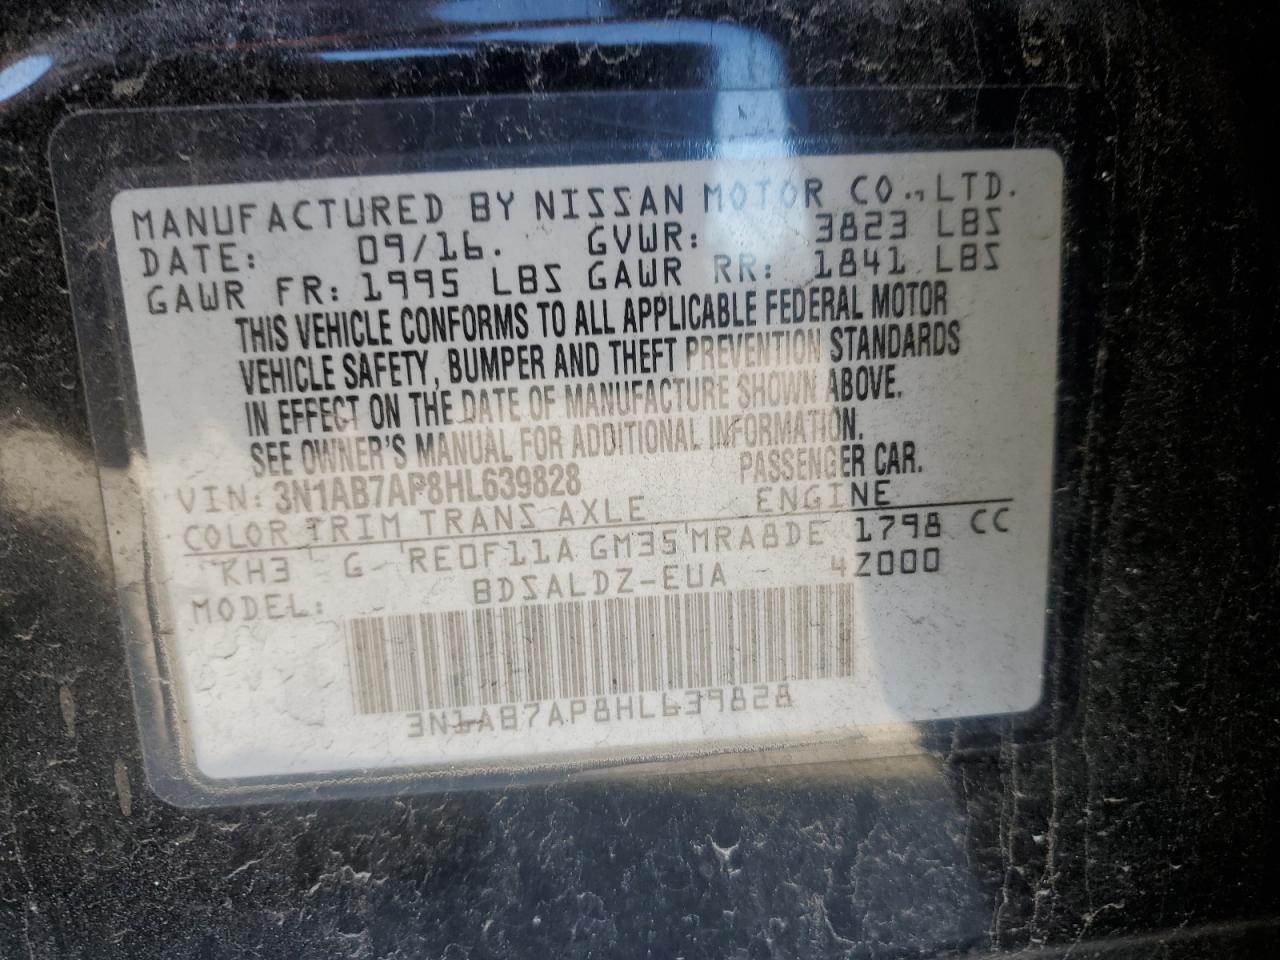 MANUFACTURED BY NISSAN MOTOR CO., LTD.
DATE: 09/16. GVWR: 3823 LBS
GAWR FR: 1995 LBS GAWR RR: 1841 LBS
THIS VEHICLE CONFORMS TO ALL APPLICABLE FEDERAL MOTOR
VEHICLE SAFETY, BUMPER AND THEFT PREVENTION STANDARDS
IN EFFECT ON THE DATE OF MANUFACTURE SHOWN ABOVE.
SEE OWNER'S MANUAL FOR ADDITIONAL INFORMATION.
VIN: 3N1AB7AP8HL639828 PASSENGER CAR.
COLOR TRIM TRANS AXLE ENGINE
KH3 G RE0F11A GM35 MRA8DE 1798 CC
MODEL: BDSALDZ-EUA 4Z000
3N1AB7AP8HL639828